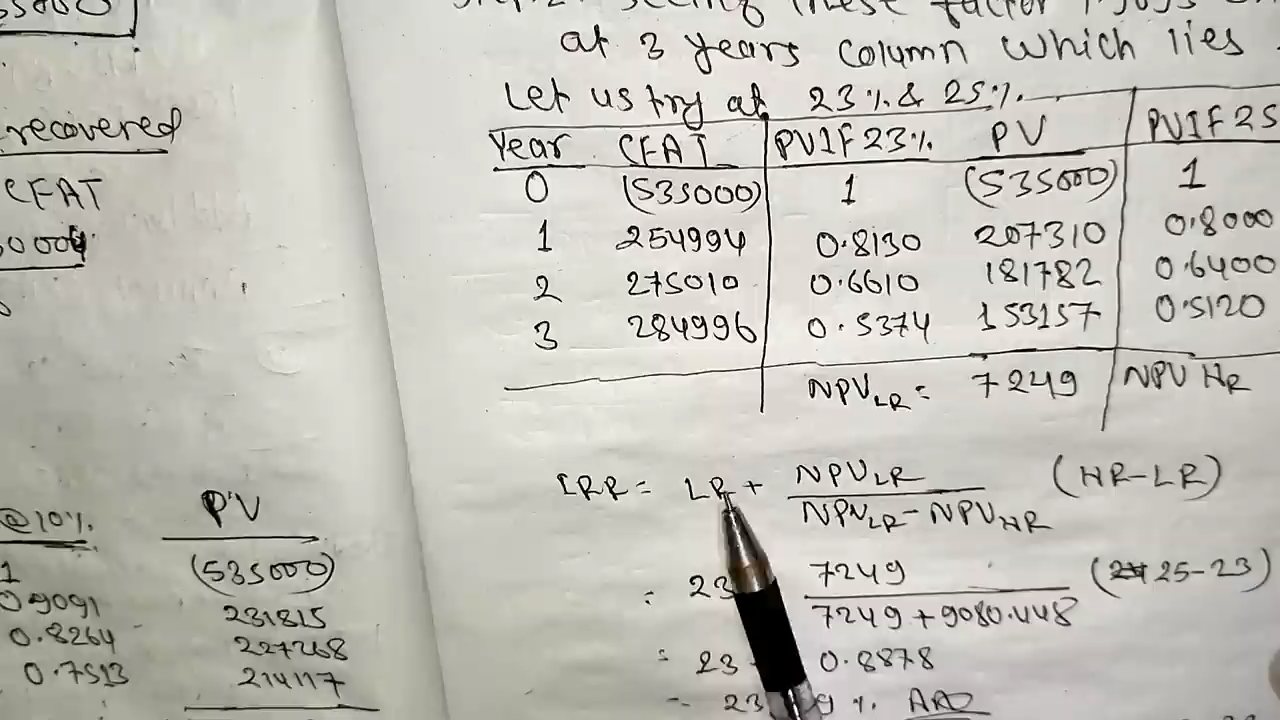 recovered
CFAT
@10%. PV
1 (535000)
0.9091 231815
0.8264 227268
0.7513 214117
these factor
at 3 years column which lies
Let us try at 23% & 25%.
Year CFAT PVIF23% PV PVIF25
0 (535000) 1 (535000) 1
1 254994 0.8130 207310 0.8000
2 275010 0.6610 181782 0.6400
3 284996 0.5374 153157 0.5120
NPVLR = 7249 NPV HR
IRR = LR + NPVLR / NPVLR - NPVHR (HR-LR)
= 23 7249 / 7249 + 9080.448 (25-23)
= 23 0.8878
= 23 9 %.